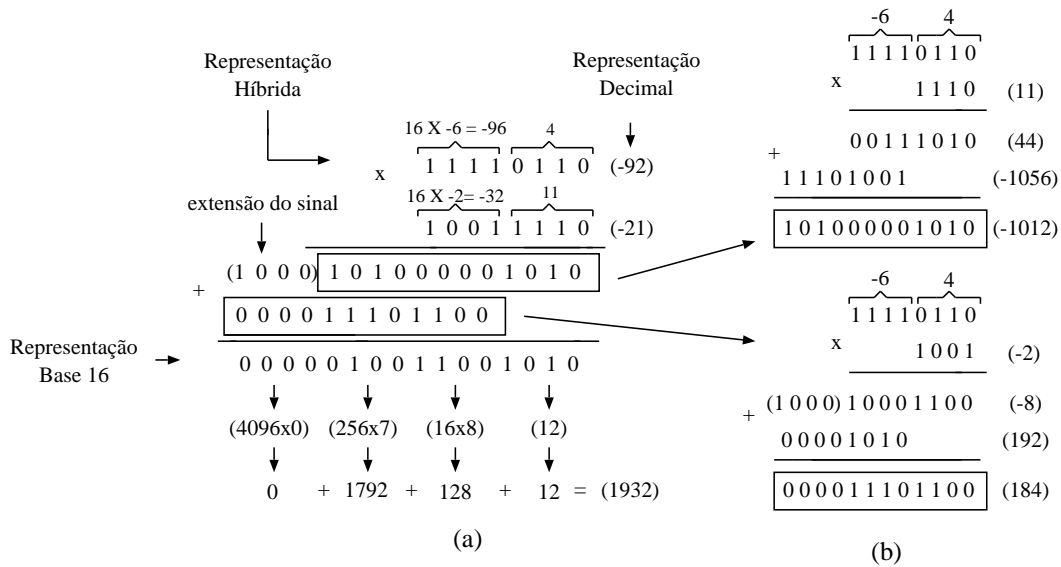 Representação
Híbrida
Representação
Decimal
16 X -6 = -96 4
x 1 1 1 1 0 1 1 0 (-92)
16 X -2= -32 11
1 0 0 1 1 1 1 0 (-21)
extensão do sinal
(1 0 0 0) 1 0 1 0 0 0 0 0 1 0 1 0
+
0 0 0 0 1 1 1 0 1 1 0 0
Representação
Base 16
0 0 0 0 0 1 0 0 1 1 0 0 1 0 1 0
(4096x0) (256x7) (16x8) (12)
0 + 1792 + 128 + 12 = (1932)
(a)
-6 4
1 1 1 1 0 1 1 0
x 1 1 1 0 (11)
0 0 1 1 1 0 1 0 (44)
+
1 1 1 0 1 0 0 1 (-1056)
1 0 1 0 0 0 0 0 1 0 1 0 (-1012)
-6 4
1 1 1 1 0 1 1 0
x 1 0 0 1 (-2)
+ (1 0 0 0) 1 0 0 0 1 1 0 0 (-8)
0 0 0 0 1 0 1 0 (192)
0 0 0 0 1 1 1 0 1 1 0 0 (184)
(b)